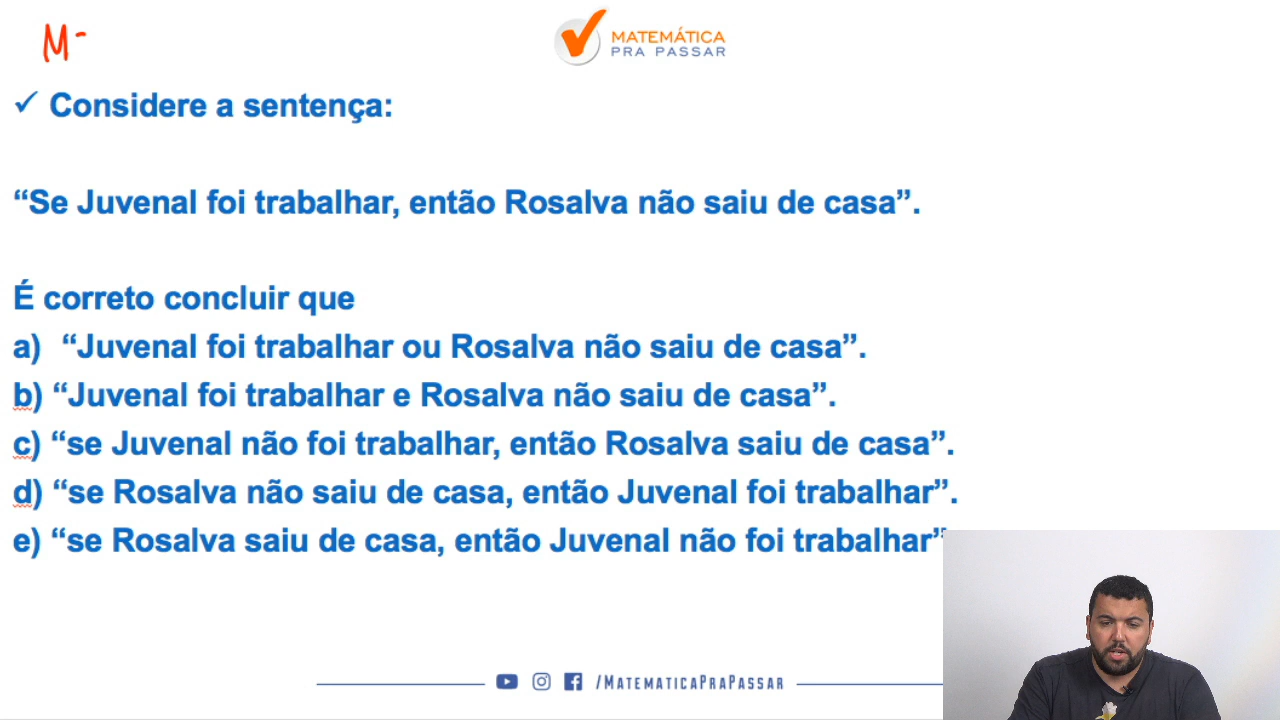 M-
MATEMÁTICA
PRA PASSAR
✓ Considere a sentença:
“Se Juvenal foi trabalhar, então Rosalva não saiu de casa”.
É correto concluir que
a) “Juvenal foi trabalhar ou Rosalva não saiu de casa”.
b) “Juvenal foi trabalhar e Rosalva não saiu de casa”.
c) “se Juvenal não foi trabalhar, então Rosalva saiu de casa”.
d) “se Rosalva não saiu de casa, então Juvenal foi trabalhar”.
e) “se Rosalva saiu de casa, então Juvenal não foi trabalhar”
/MATEMATICAPRAPASSAR